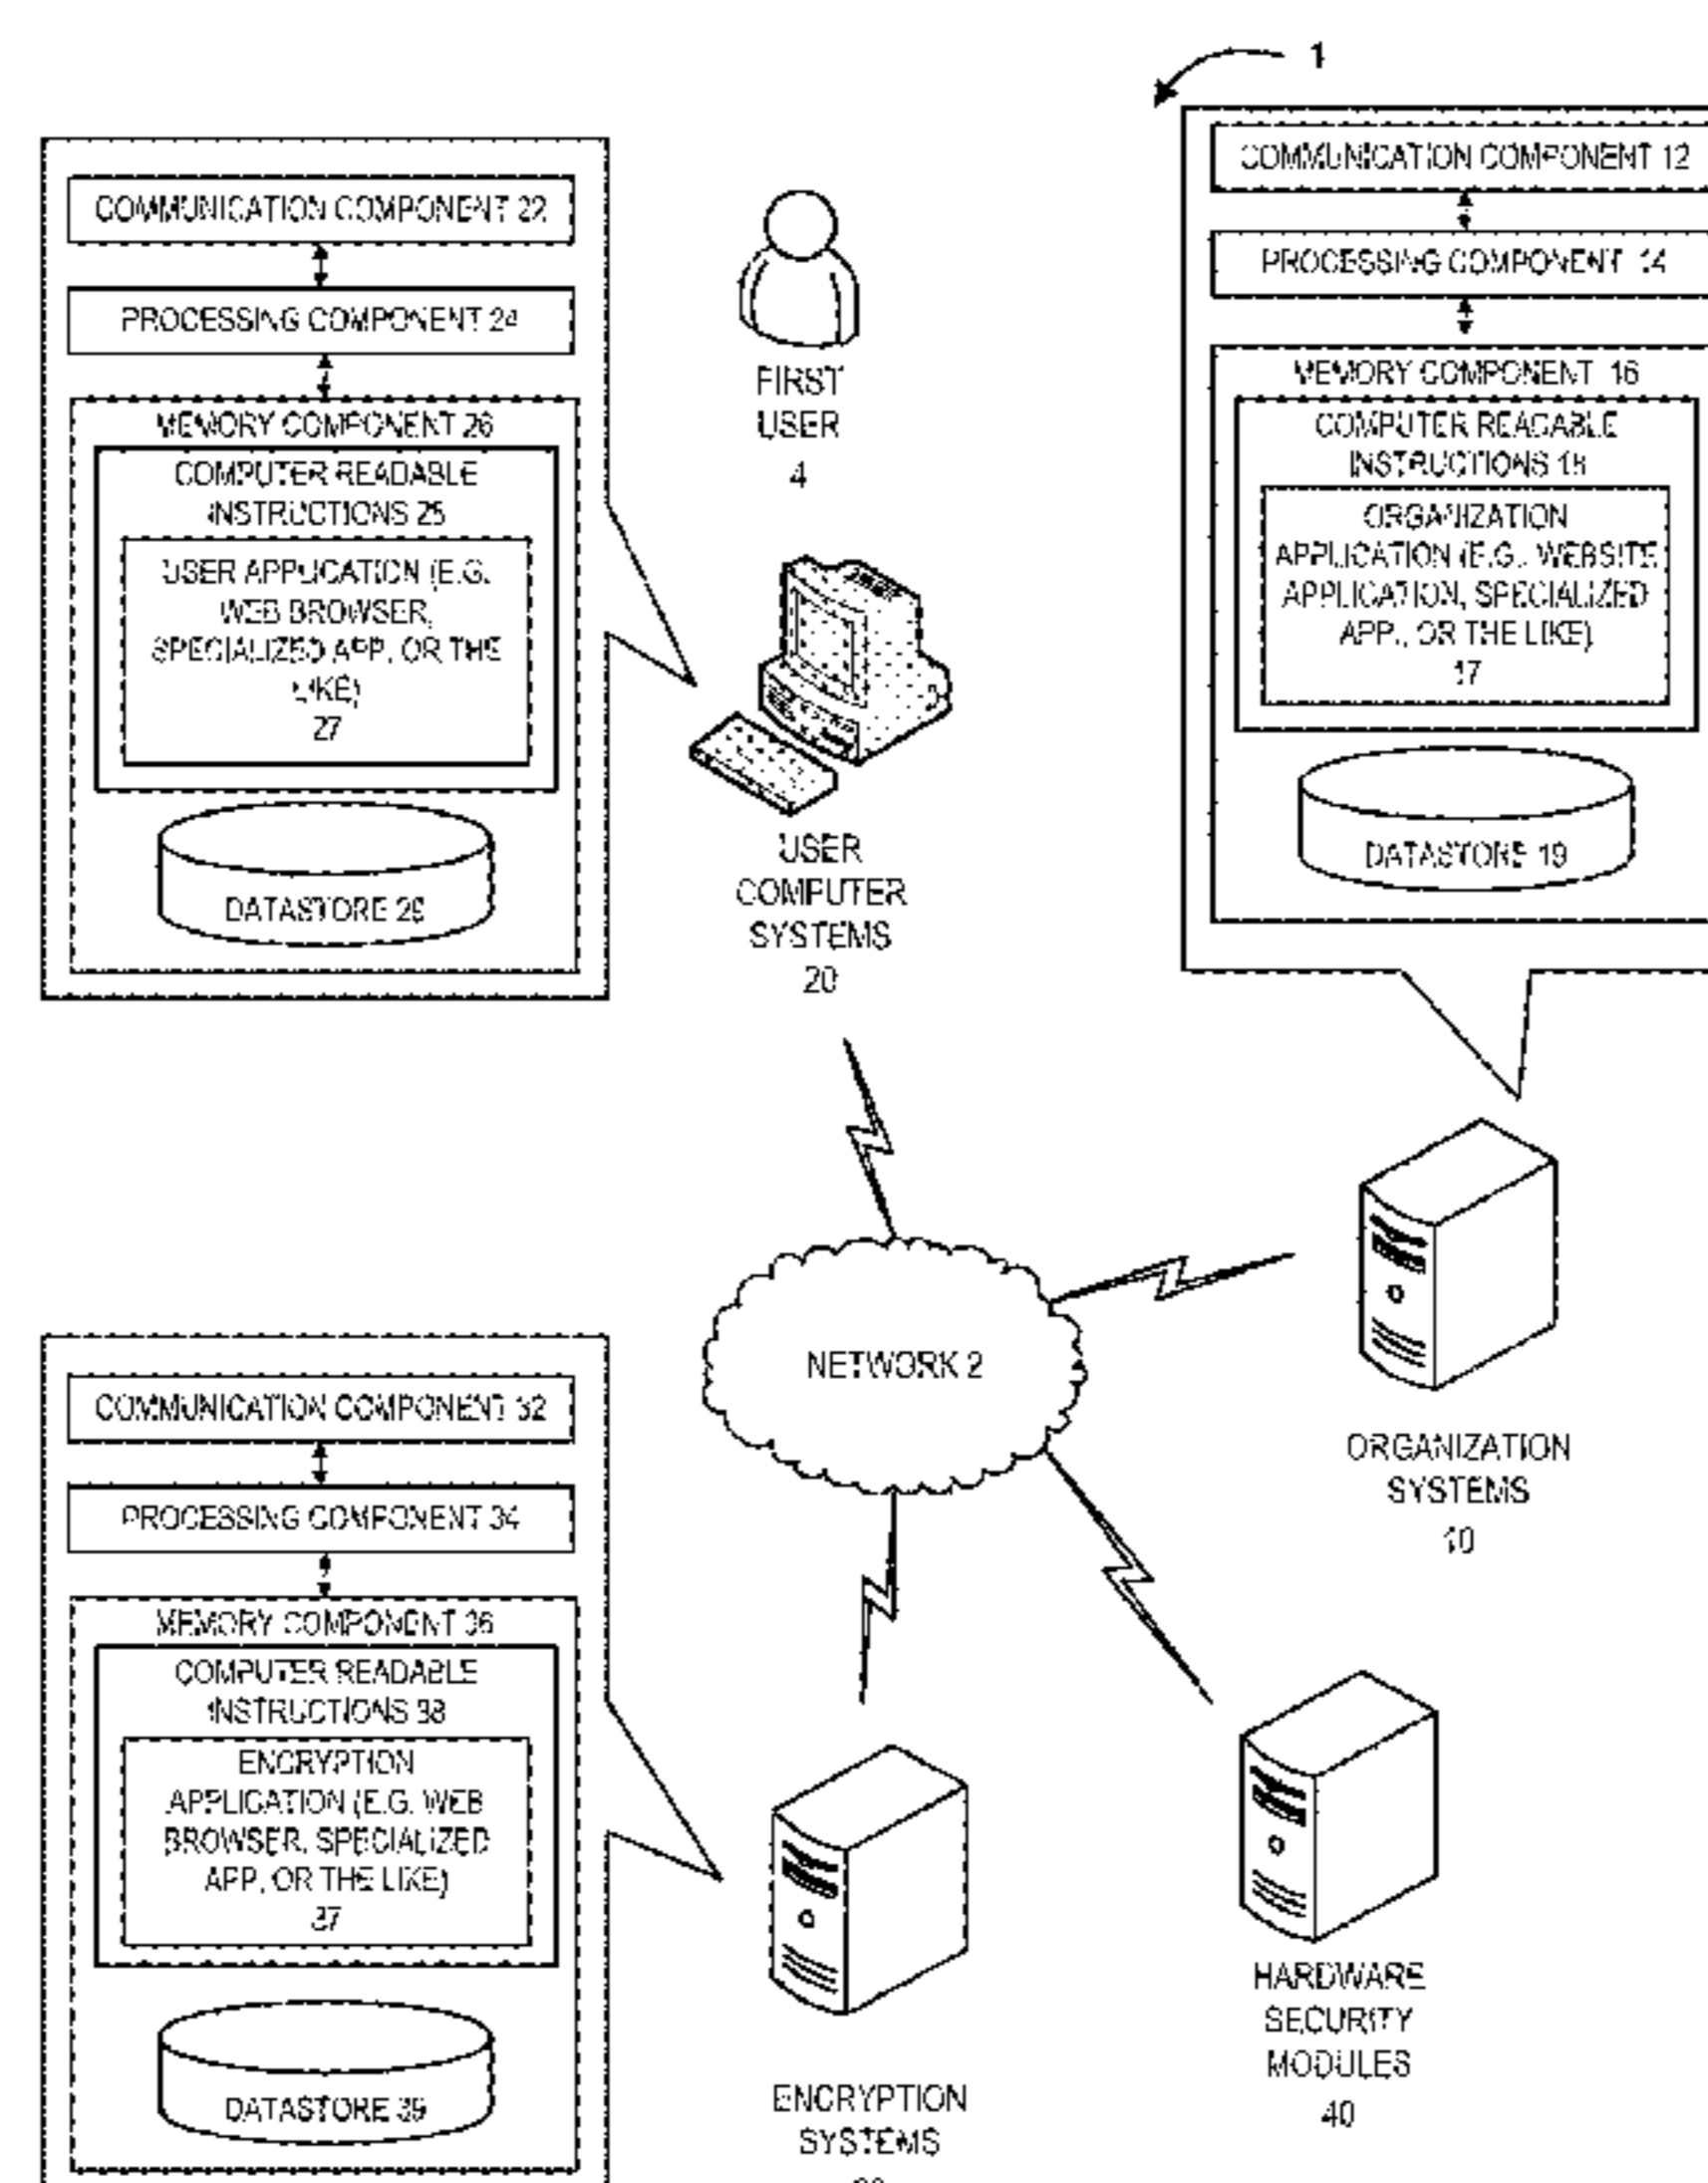 1
COMMUNICATION COMPONENT 22
PROCESSING COMPONENT 24
MEMORY COMPONENT 26
COMPUTER READABLE
INSTRUCTIONS 25
USER APPLICATION (E.G.
WEB BROWSER,
SPECIALIZED APP, OR THE
LIKE)
27
DATASTORE 29
FIRST
USER
4
USER
COMPUTER
SYSTEMS
20
COMMUNICATION COMPONENT 12
PROCESSING COMPONENT 14
MEMORY COMPONENT 16
COMPUTER READABLE
INSTRUCTIONS 18
ORGANIZATION
APPLICATION (E.G., WEBSITE
APPLICATION, SPECIALIZED
APP., OR THE LIKE)
17
DATASTORE 19
NETWORK 2
ORGANIZATION
SYSTEMS
10
COMMUNICATION COMPONENT 32
PROCESSING COMPONENT 34
MEMORY COMPONENT 36
COMPUTER READABLE
INSTRUCTIONS 38
ENCRYPTION
APPLICATION (E.G. WEB
BROWSER, SPECIALIZED
APP, OR THE LIKE)
37
DATASTORE 39
ENCRYPTION
SYSTEMS
HARDWARE
SECURITY
MODULES
40